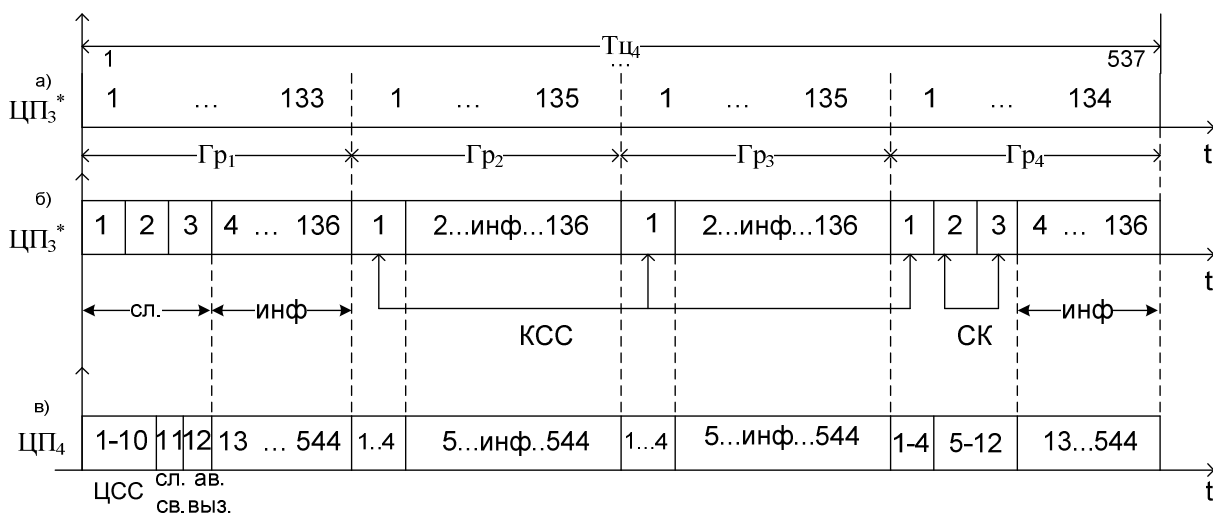 Тц4
1 ... 537
а)
ЦП3* 1 ... 133 1 ... 135 1 ... 135 1 ... 134
t
Гр1 Гр2 Гр3 Гр4
б)
ЦП3* 1 2 3 4 ... 136 1 2...инф...136 1 2...инф...136 1 2 3 4 ... 136
t
сл. инф КСС СК инф
в)
ЦП4 1-10 11 12 13 ... 544 1..4 5...инф..544 1...4 5...инф...544 1-4 5-12 13...544
t
ЦСС сл. ав.
св. выз.